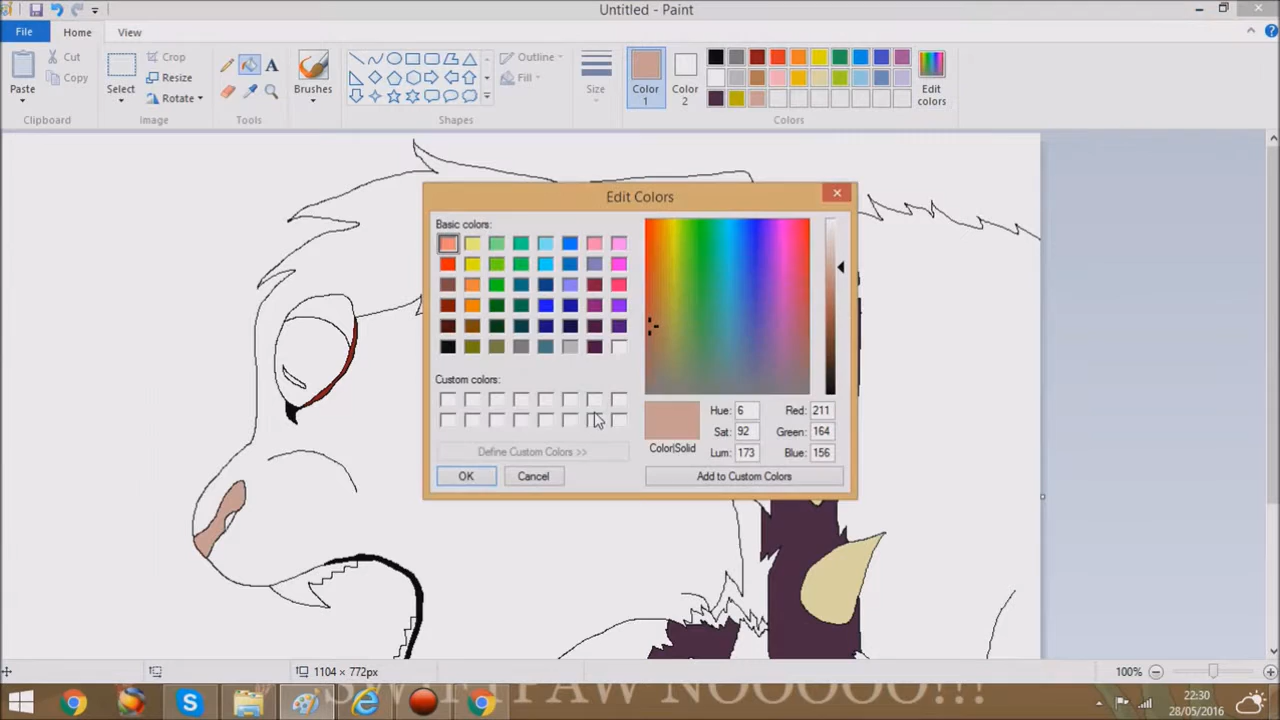 Untitled - Paint
File
Home
View
Paste
Cut
Copy
Clipboard
Select
Crop
Resize
Rotate
Image
A
Tools
Brushes
Outline
Fill
Shapes
Size
Color 1
Color 2
Edit colors
Colors
Edit Colors
Basic colors:
Custom colors:
Define Custom Colors >>
OK
Cancel
Color|Solid
Hue: 6
Sat: 92
Lum: 173
Red: 211
Green: 164
Blue: 156
Add to Custom Colors
1104 × 772px
100%
SWIFTPAW NOOOOO!!!
22:30
28/05/2016